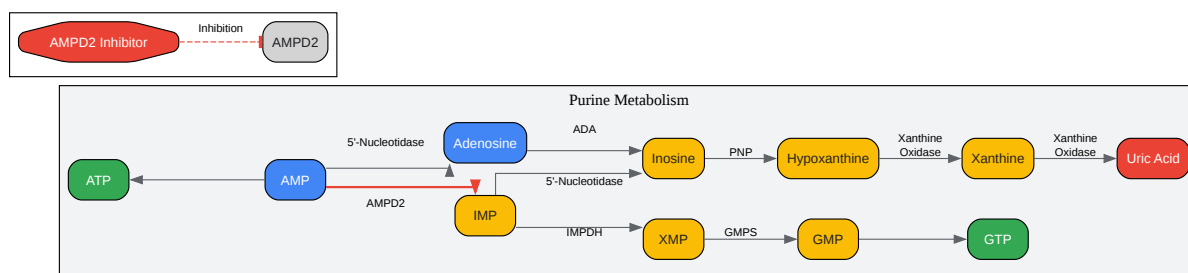 Inhibition
AMPD2 Inhibitor
AMPD2
Purine Metabolism
ADA
5'-Nucleotidase
Adenosine
Xanthine
Oxidase
Xanthine
Oxidase
PNP
Inosine
Hypoxanthine
Xanthine
Uric Acid
ATP
AMP
5'-Nucleotidase
AMPD2
IMP
IMPDH
XMP
GMPS
GMP
GTP